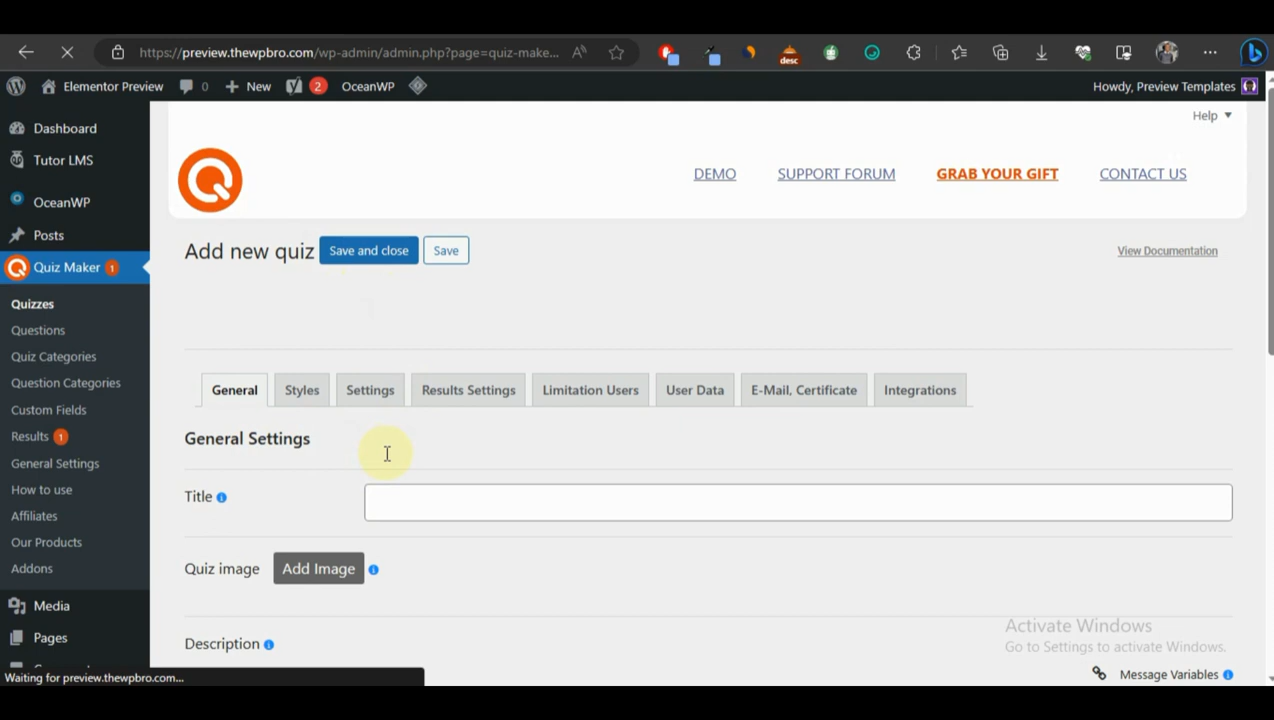 https://preview.thewpbro.com/wp-admin/admin.php?page=quiz-make...
desc
Elementor Preview
0
New
2
OceanWP
Howdy, Preview Templates
Help
Dashboard
Tutor LMS
OceanWP
Posts
Quiz Maker 1
Quizzes
Questions
Quiz Categories
Question Categories
Custom Fields
Results 1
General Settings
How to use
Affiliates
Our Products
Addons
Media
Pages
DEMO
SUPPORT FORUM
GRAB YOUR GIFT
CONTACT US
Add new quiz
Save and close
Save
View Documentation
General
Styles
Settings
Results Settings
Limitation Users
User Data
E-Mail, Certificate
Integrations
General Settings
Title
Quiz image
Add Image
Description
Activate Windows
Go to Settings to activate Windows.
Message Variables
Waiting for preview.thewpbro.com...